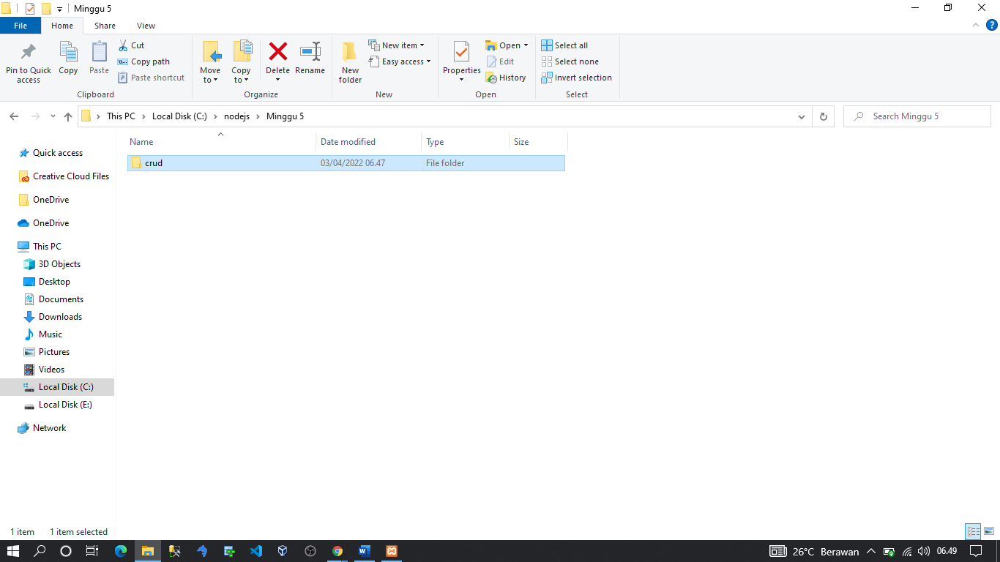 Minggu 5
File Home Share View
Pin to Quick access
Copy
Paste
Cut
Copy path
Paste shortcut
Clipboard
Move to
Copy to
Delete
Rename
Organize
New folder
New item
Easy access
New
Properties
Open
Edit
History
Open
Select all
Select none
Invert selection
Select
This PC › Local Disk (C:) › nodejs › Minggu 5
Search Minggu 5
Quick access
Creative Cloud Files
OneDrive
OneDrive
This PC
3D Objects
Desktop
Documents
Downloads
Music
Pictures
Videos
Local Disk (C:)
Local Disk (E:)
Network
Name Date modified Type Size
crud 03/04/2022 06.47 File folder
1 item 1 item selected
26°C Berawan 06.49